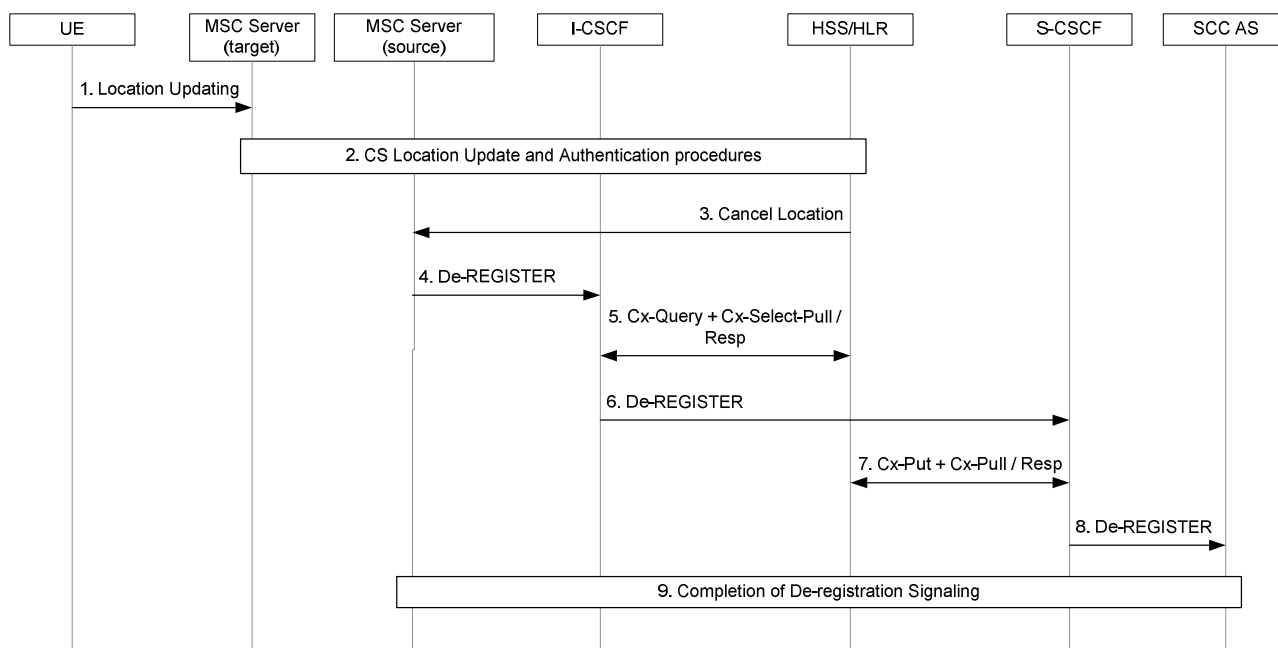 UE
MSC Server
(target)
MSC Server
(source)
I-CSCF
HSS/HLR
S-CSCF
SCC AS
1. Location Updating
2. CS Location Update and Authentication procedures
3. Cancel Location
4. De-REGISTER
5. Cx-Query + Cx-Select-Pull /
Resp
6. De-REGISTER
7. Cx-Put + Cx-Pull / Resp
8. De-REGISTER
9. Completion of De-registration Signaling